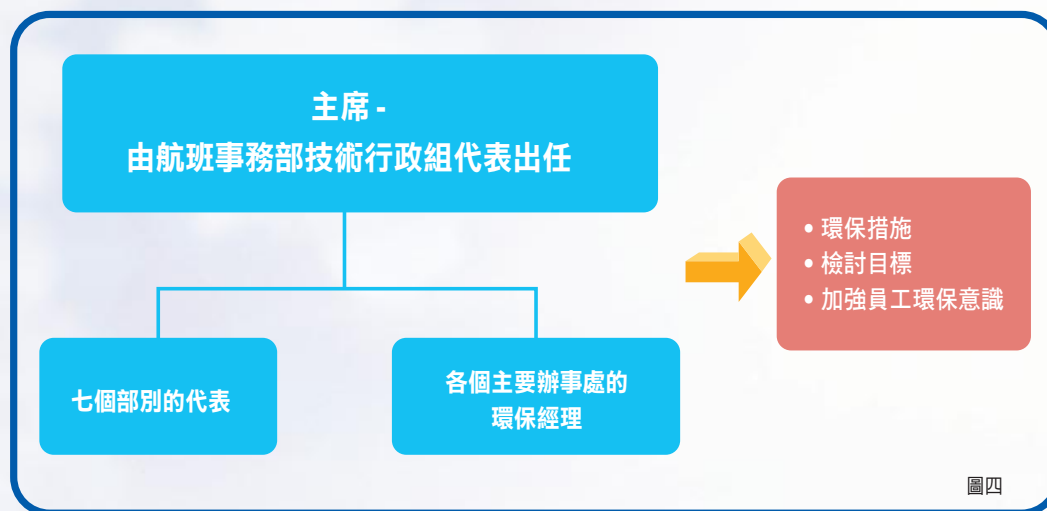 主席 -
由航班事務部技術行政組代表出任
• 環保措施
• 檢討目標
• 加強員工環保意識
七個部別的代表
各個主要辦事處的
環保經理
圖四